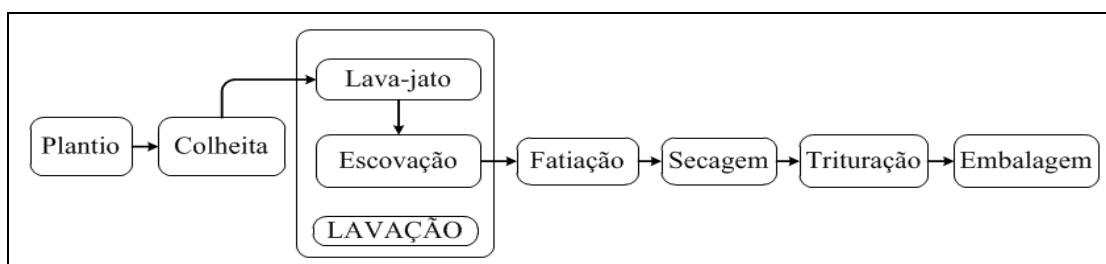 Plantio
Colheita
Lava-jato
Escovação
LAVAÇÃO
Fatiação
Secagem
Trituração
Embalagem